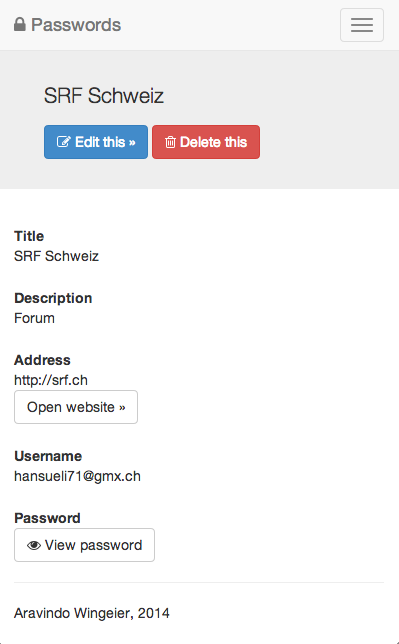 Passwords
SRF Schweiz
Edit this »
Delete this
Title
SRF Schweiz
Description
Forum
Address
http://srf.ch
Open website »
Username
hansueli71@gmx.ch
Password
View password
Aravindo Wingeier, 2014